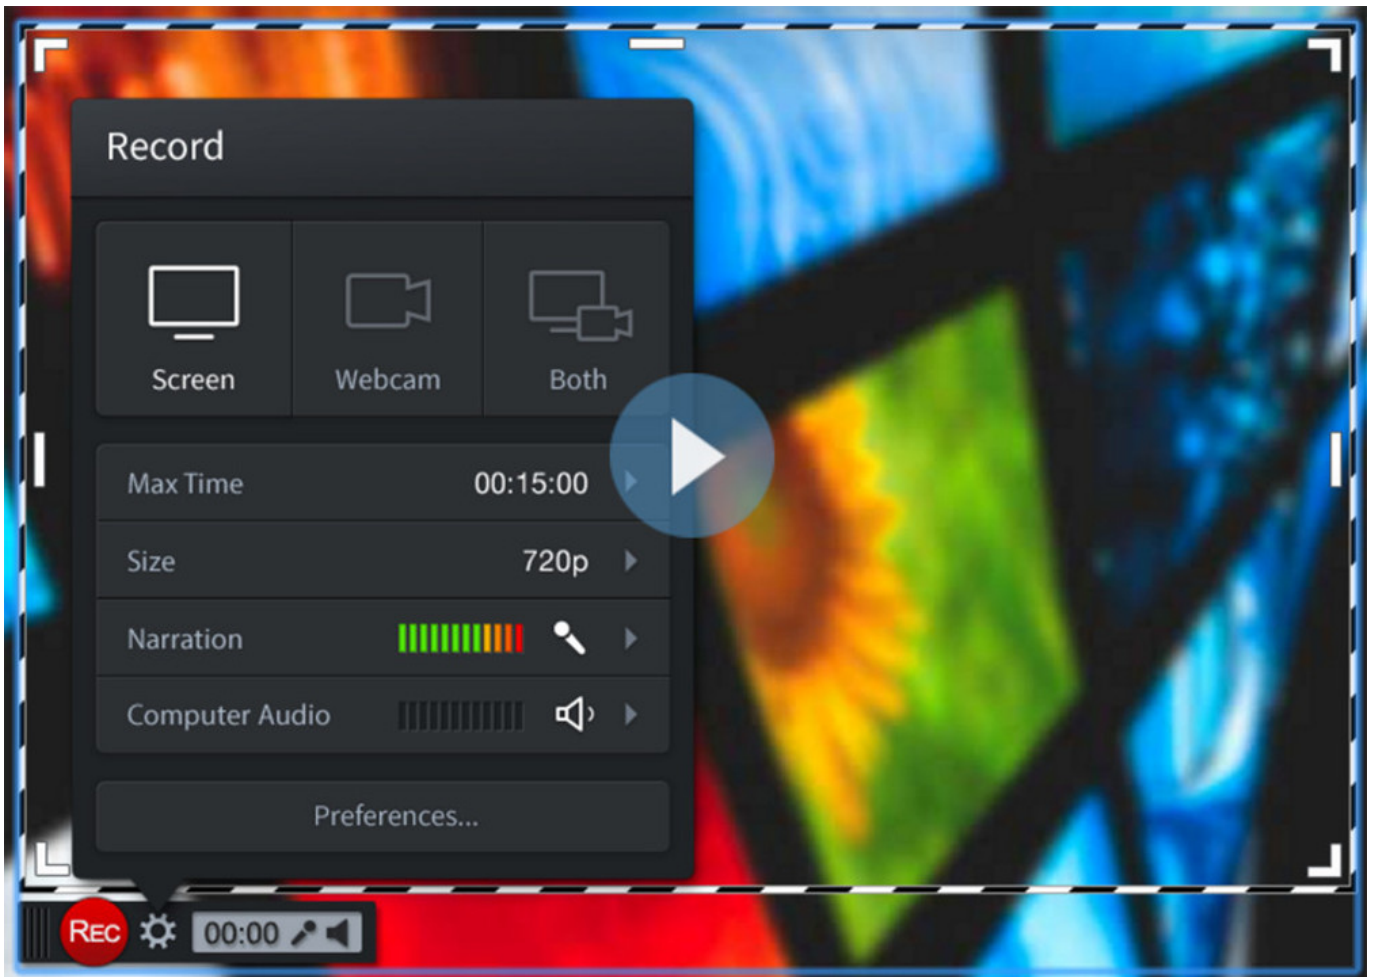 Record
Screen
Webcam
Both
Max Time 00:15:00
Size 720p
Narration
Computer Audio
Preferences...
REC 00:00